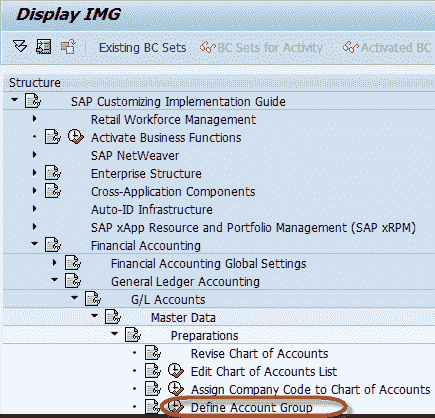 Display IMG
Existing BC Sets BC Sets for Activity Activated BC
Structure
SAP Customizing Implementation Guide
Retail Workforce Management
Activate Business Functions
SAP NetWeaver
Enterprise Structure
Cross-Application Components
Auto-ID Infrastructure
SAP xApp Resource and Portfolio Management (SAP xRPM)
Financial Accounting
Financial Accounting Global Settings
General Ledger Accounting
G/L Accounts
Master Data
Preparations
Revise Chart of Accounts
Edit Chart of Accounts List
Assign Company Code to Chart of Accounts
Define Account Group